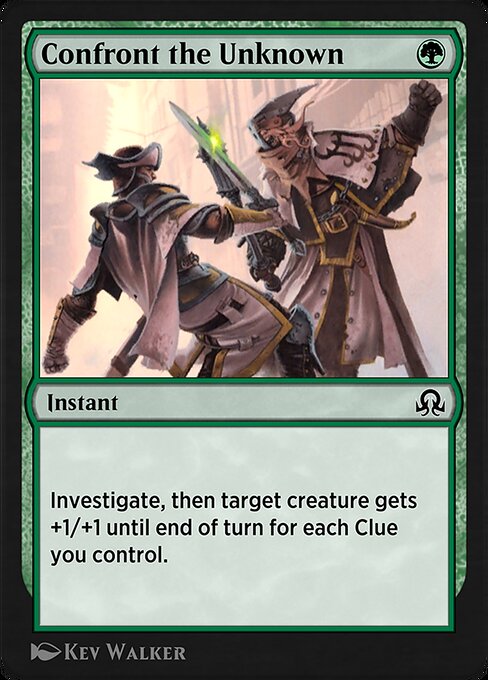 Confront the Unknown
Instant
Investigate, then target creature gets
+1/+1 until end of turn for each Clue
you control.
Kev Walker